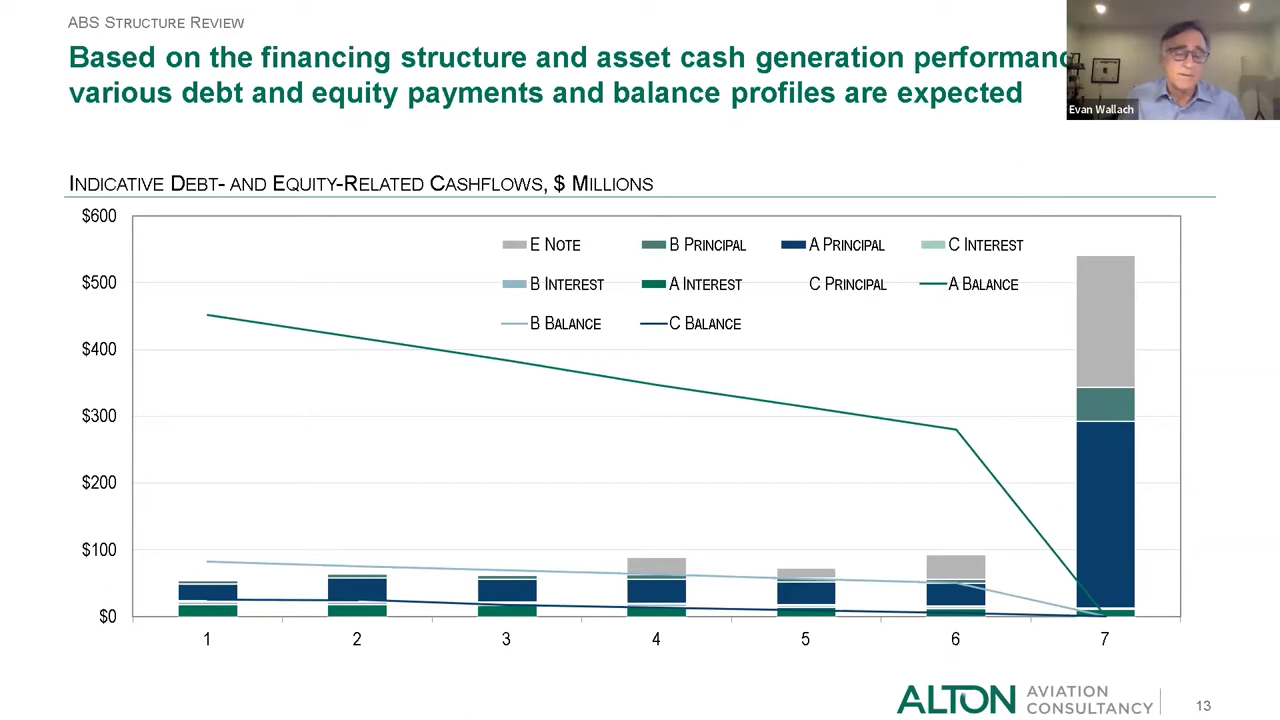 ABS STRUCTURE REVIEW
Based on the financing structure and asset cash generation performanc
various debt and equity payments and balance profiles are expected
Evan Wallach
INDICATIVE DEBT- AND EQUITY-RELATED CASHFLOWS, $ MILLIONS
$600
$500
$400
$300
$200
$100
$0
E NOTE B PRINCIPAL A PRINCIPAL C INTEREST
B INTEREST A INTEREST C PRINCIPAL A BALANCE
B BALANCE C BALANCE
1 2 3 4 5 6 7
ALTON AVIATION CONSULTANCY
13